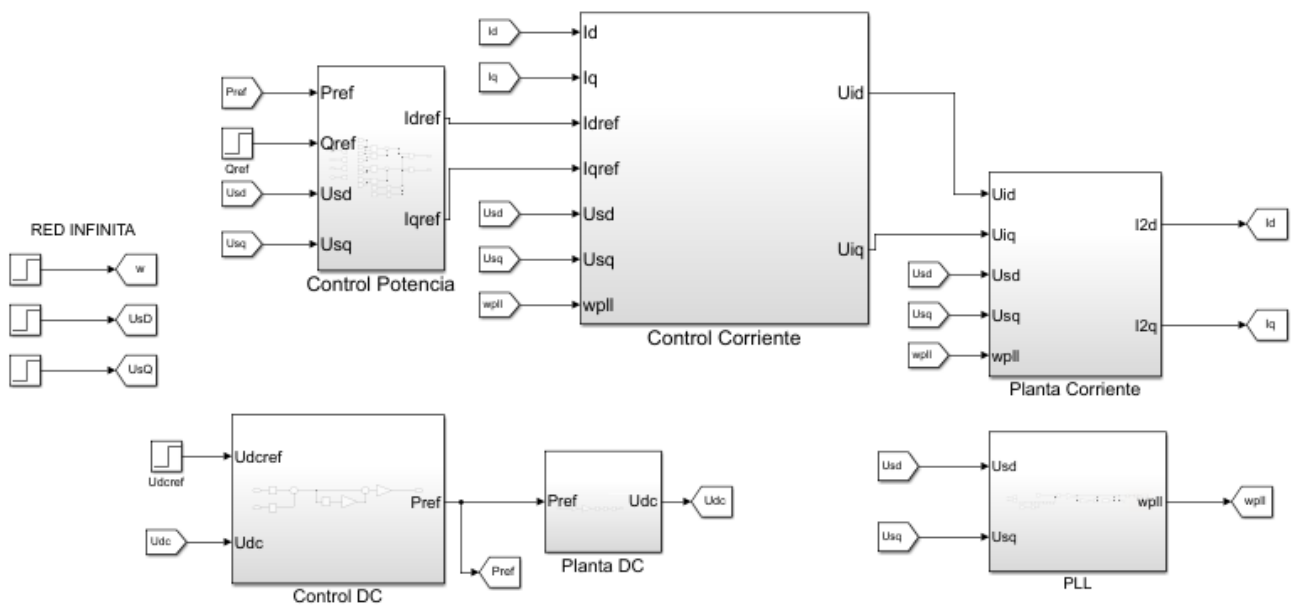 RED INFINITA
w
UsD
UsQ
Pref
Qref
Usd
Usq
Pref
Qref
Usd
Usq
Idref
Iqref
Control Potencia
Id
Iq
Usd
Usq
wpll
Id
Iq
Idref
Iqref
Usd
Usq
wpll
Uid
Uiq
Control Corriente
Usd
Usq
wpll
Uid
Uiq
Usd
Usq
wpll
I2d
I2q
Planta Corriente
Id
Iq
Udcref
Udc
Udcref
Udc
Pref
Control DC
Pref
Pref
Udc
Planta DC
Udc
Usd
Usq
Usd
Usq
wpll
PLL
wpll